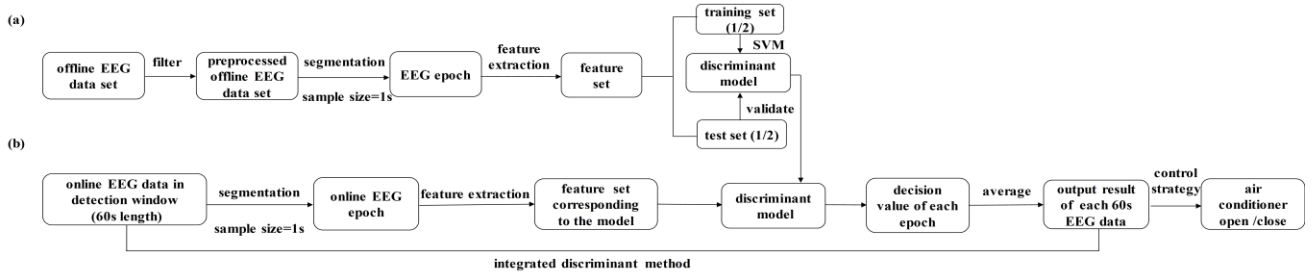 (a)
offline EEG
data set
filter
preprocessed
offline EEG
data set
segmentation
sample size=1s
EEG epoch
feature
extraction
feature
set
training set
(1/2)
SVM
discriminant
model
validate
test set (1/2)
(b)
online EEG data in
detection window
(60s length)
segmentation
sample size=1s
online EEG
epoch
feature extraction
feature set
corresponding
to the model
discriminant
model
decision
value of each
epoch
average
output result
of each 60s
EEG data
control
strategy
air
conditioner
open /close
integrated discriminant method